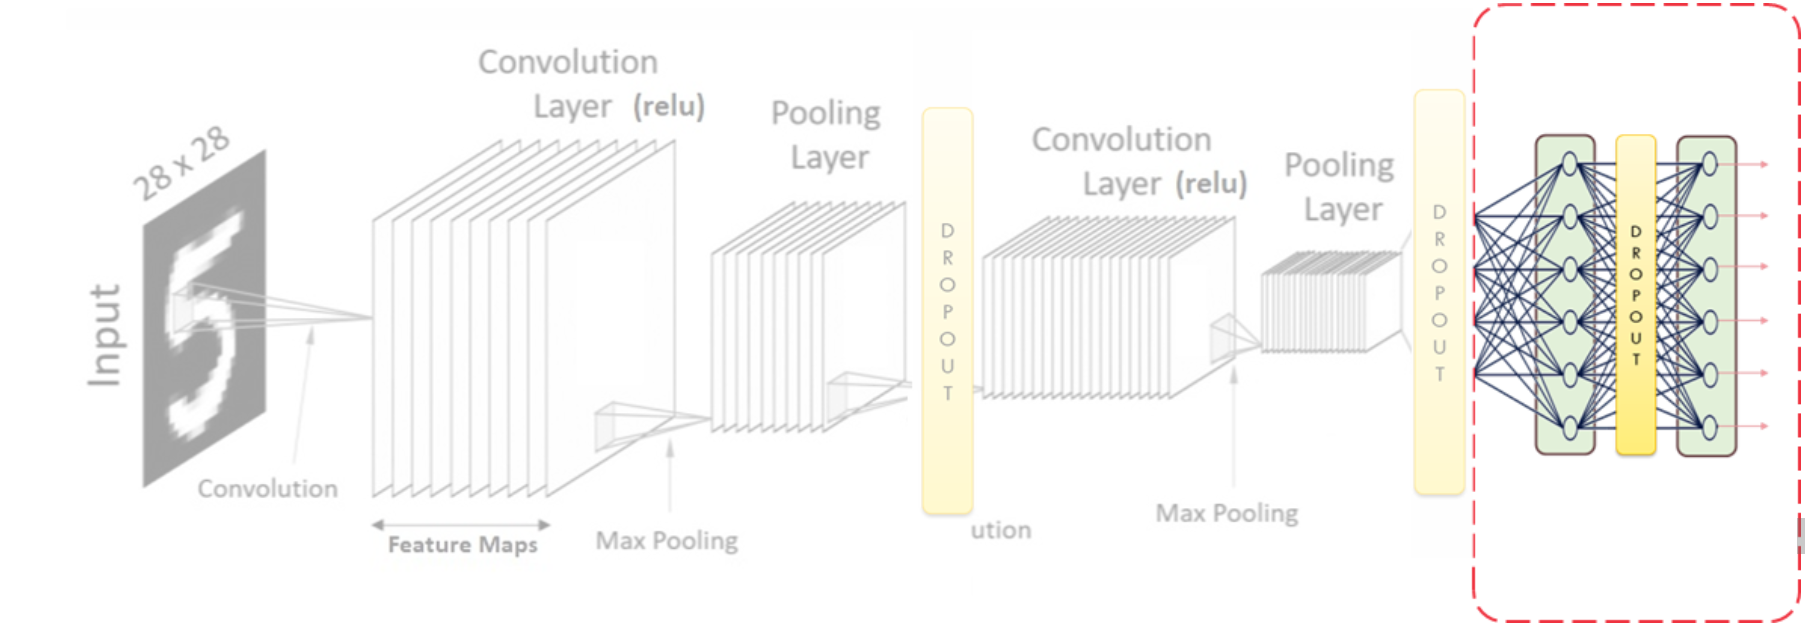 28 x 28
Input
Convolution
Convolution
Layer (relu)
Feature Maps
Pooling
Layer
Max Pooling
DROPOUT
ution
Convolution
Layer (relu)
Max Pooling
Pooling
Layer
DROPOUT
DROPOUT